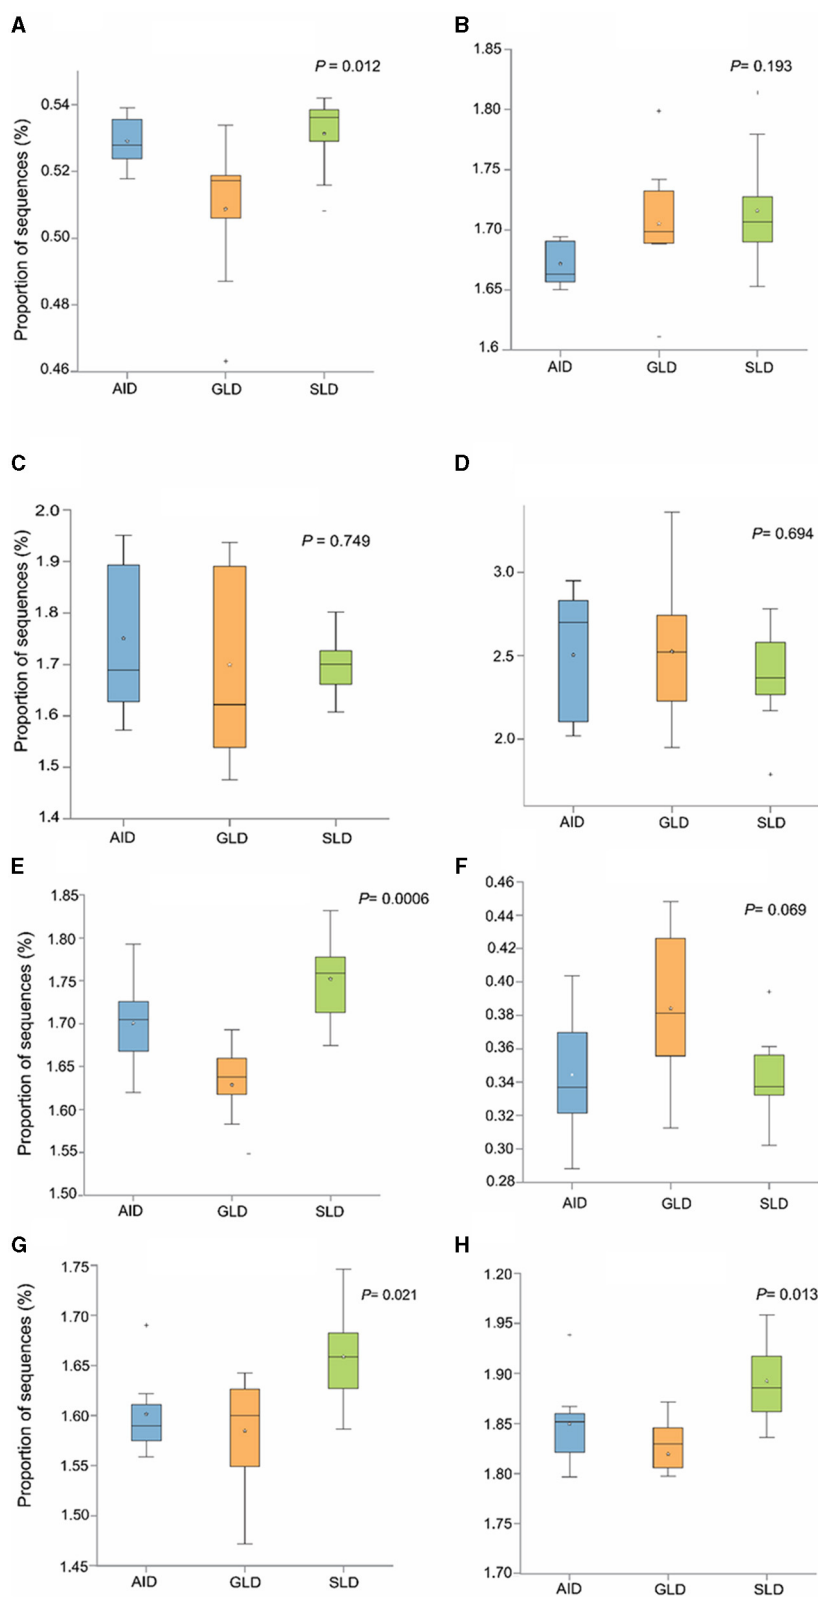 A
P = 0.012
Proportion of sequences (%)
0.54
0.52
0.50
0.48
0.46
AID
GLD
SLD
B
P= 0.193
1.85
1.80
1.75
1.70
1.65
1.6
AID
GLD
SLD
C
P = 0.749
Proportion of sequences (%)
2.0
1.9
1.8
1.7
1.6
1.5
1.4
AID
GLD
SLD
D
P= 0.694
3.0
2.5
2.0
AID
GLD
SLD
E
P= 0.0006
Proportion of sequences (%)
1.85
1.80
1.75
1.70
1.65
1.60
1.55
1.50
AID
GLD
SLD
F
P= 0.069
0.46
0.44
0.42
0.40
0.38
0.36
0.34
0.32
0.30
0.28
AID
GLD
SLD
G
P= 0.021
Proportion of sequences (%)
1.75
1.70
1.65
1.60
1.55
1.50
1.45
AID
GLD
SLD
H
P= 0.013
1.20
1.95
1.90
1.85
1.80
1.75
1.70
AID
GLD
SLD